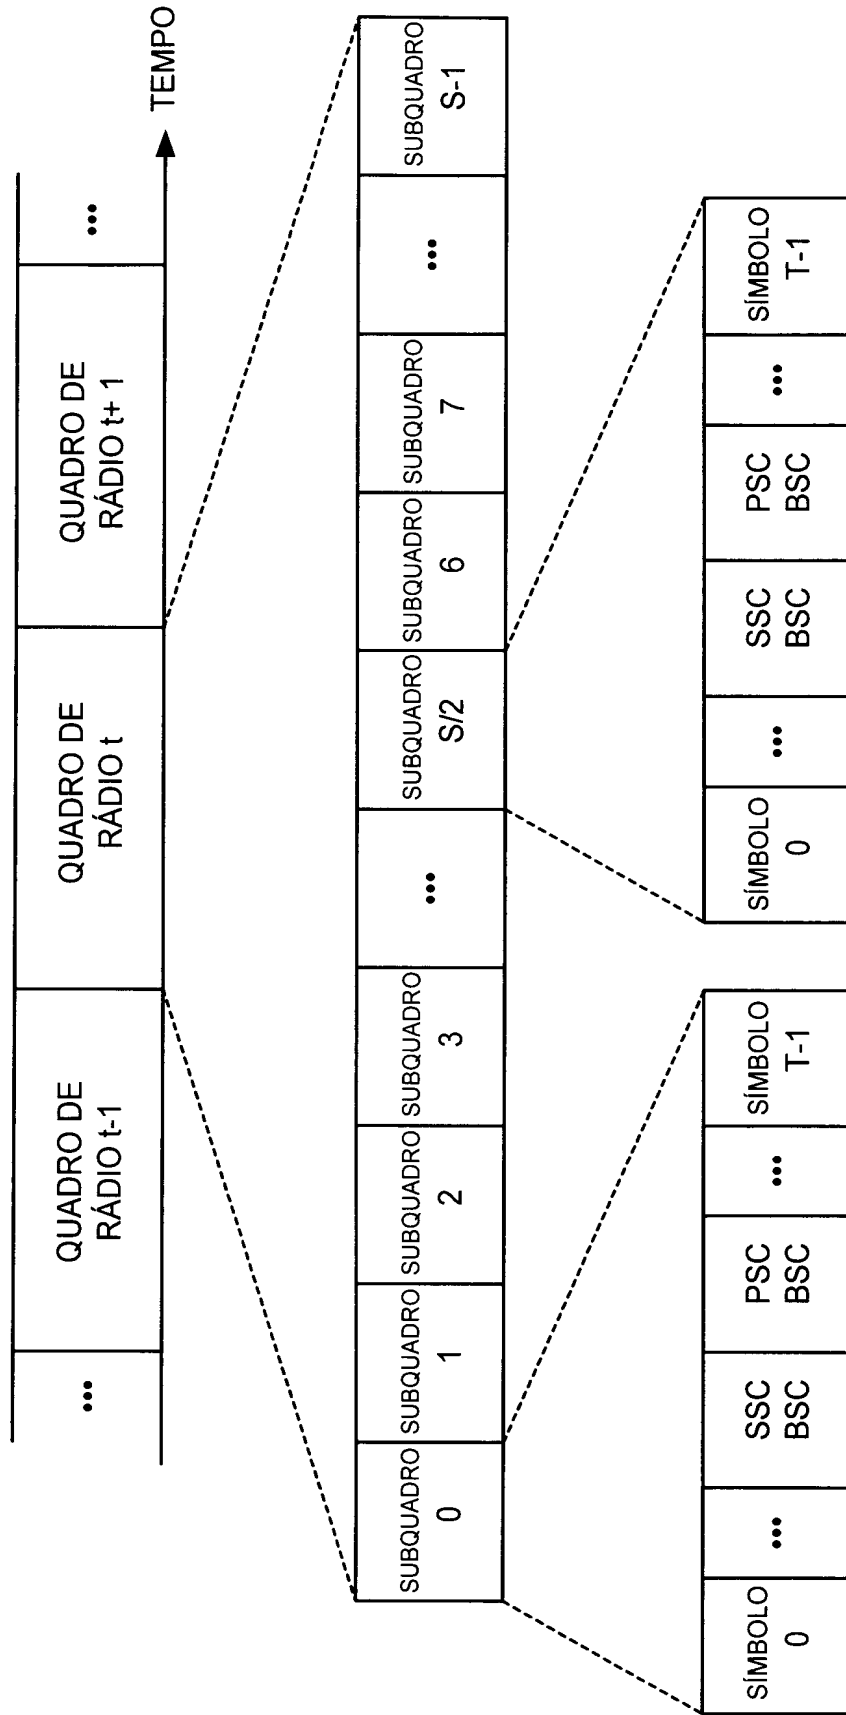 ...
QUADRO DE
RÁDIO t-1
QUADRO DE
RÁDIO t
QUADRO DE
RÁDIO t+ 1
...
TEMPO
SUBQUADRO
0
SUBQUADRO
1
SUBQUADRO
2
SUBQUADRO
3
...
SUBQUADRO
S/2
SUBQUADRO
6
SUBQUADRO
7
...
SUBQUADRO
S-1
SÍMBOLO
0
...
SSC
BSC
PSC
BSC
...
SÍMBOLO
T-1
SÍMBOLO
0
...
SSC
BSC
PSC
BSC
...
SÍMBOLO
T-1